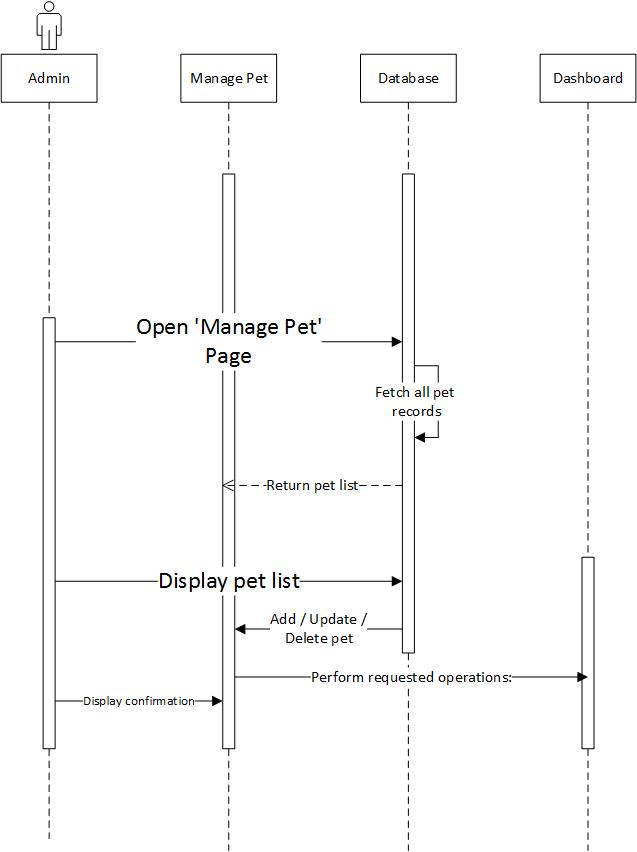 Admin
Manage Pet
Database
Dashboard
Open 'Manage Pet'
Page
Fetch all pet
records
Return pet list
Display pet list
Add / Update /
Delete pet
Perform requested operations:
Display confirmation